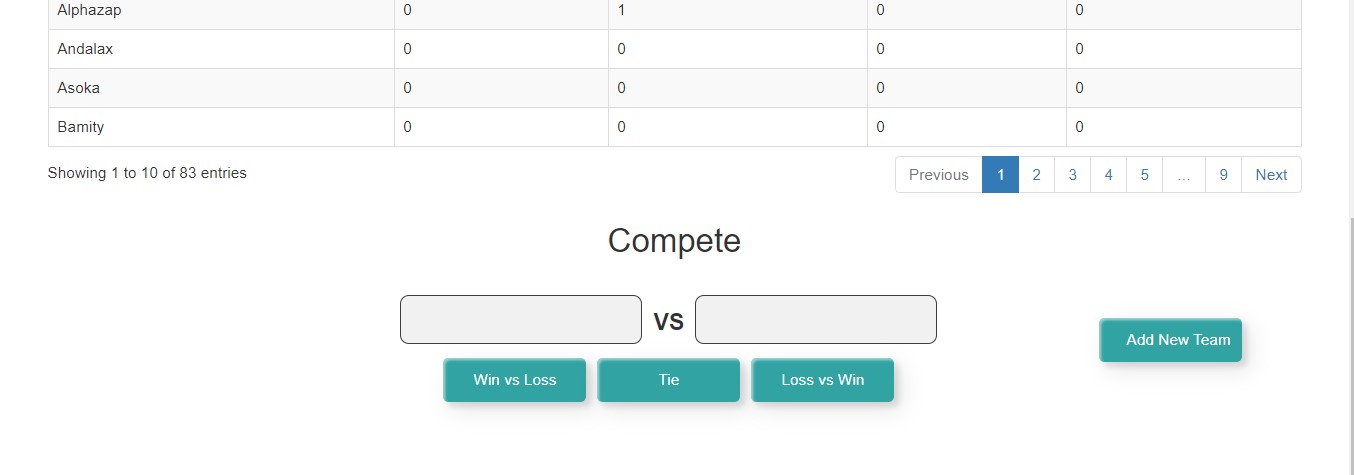 Alphazap 0 1 0 0
Andalax 0 0 0 0
Asoka 0 0 0 0
Bamity 0 0 0 0
Showing 1 to 10 of 83 entries Previous 1 2 3 4 5 ... 9 Next
Compete
VS
Add New Team
Win vs Loss Tie Loss vs Win